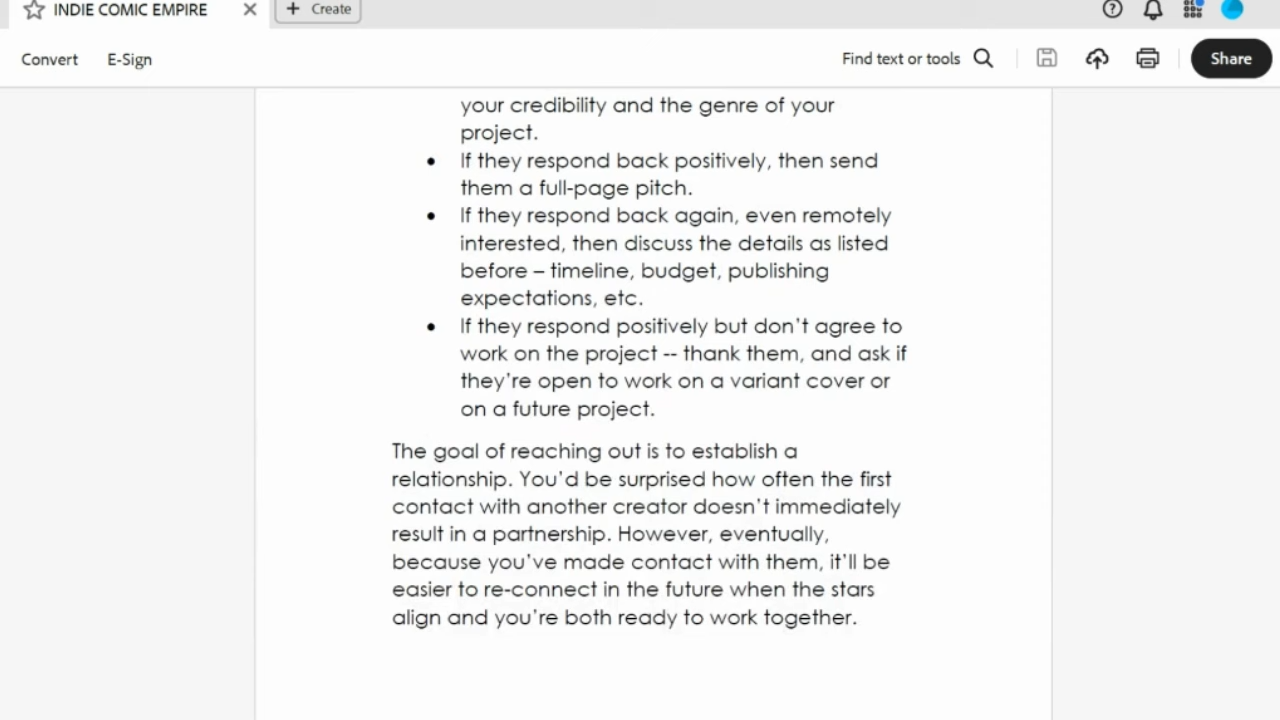 INDIE COMIC EMPIRE
+ Create
Convert
E-Sign
Find text or tools
Share
your credibility and the genre of your
project.
• If they respond back positively, then send
them a full-page pitch.
• If they respond back again, even remotely
interested, then discuss the details as listed
before – timeline, budget, publishing
expectations, etc.
• If they respond positively but don't agree to
work on the project -- thank them, and ask if
they're open to work on a variant cover or
on a future project.
The goal of reaching out is to establish a
relationship. You'd be surprised how often the first
contact with another creator doesn't immediately
result in a partnership. However, eventually,
because you've made contact with them, it'll be
easier to re-connect in the future when the stars
align and you're both ready to work together.